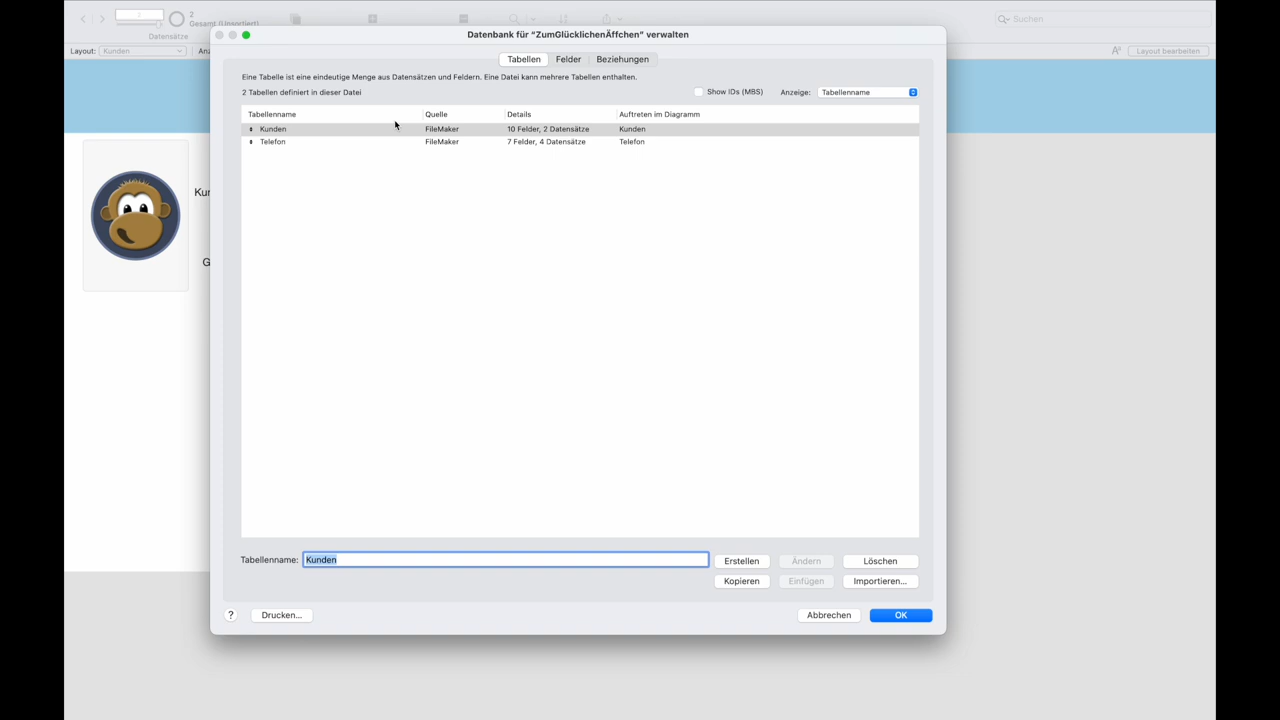 2
Gesamt (Unsortiert)
Suchen
Datensätze
Layout: Kunden
Anz
Layout bearbeiten
Datenbank für “ZumGlücklichenÄffchen” verwalten
Tabellen Felder Beziehungen
Eine Tabelle ist eine eindeutige Menge aus Datensätzen und Feldern. Eine Datei kann mehrere Tabellen enthalten.
2 Tabellen definiert in dieser Datei
Show IDs (MBS) Anzeige: Tabellenname
Tabellenname Quelle Details Auftreten im Diagramm
Kunden FileMaker 10 Felder, 2 Datensätze Kunden
Telefon FileMaker 7 Felder, 4 Datensätze Telefon
Kur
G
Tabellenname: Kunden
Erstellen Ändern Löschen
Kopieren Einfügen Importieren...
? Drucken... Abbrechen OK